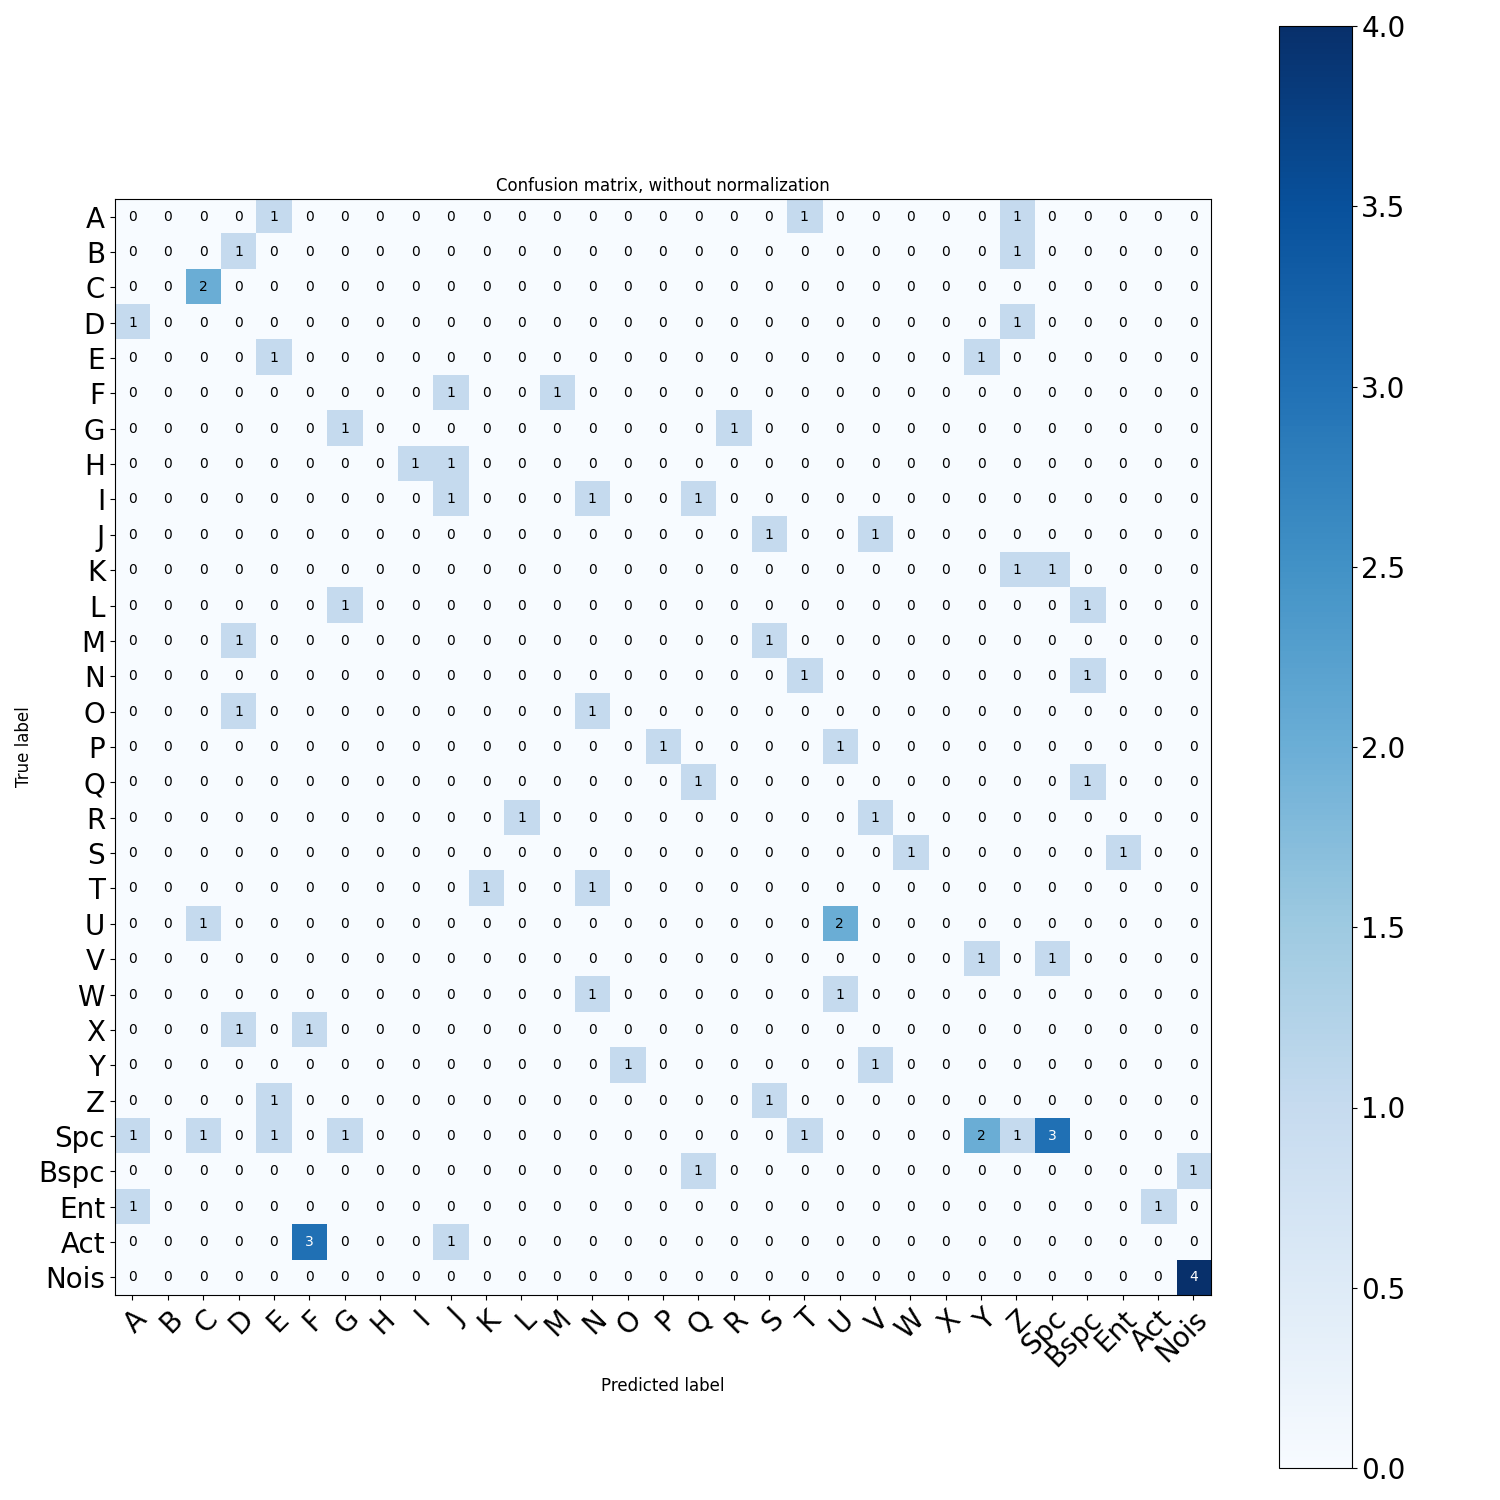 Confusion matrix, without normalization
A 0 0 0 0 1 0 0 0 0 0 0 0 0 0 0 0 0 0 0 1 0 0 0 0 0 1 0 0 0 0 0
B 0 0 0 1 0 0 0 0 0 0 0 0 0 0 0 0 0 0 0 0 0 0 0 0 0 1 0 0 0 0 0
C 0 0 2 0 0 0 0 0 0 0 0 0 0 0 0 0 0 0 0 0 0 0 0 0 0 0 0 0 0 0 0
D 1 0 0 0 0 0 0 0 0 0 0 0 0 0 0 0 0 0 0 0 0 0 0 0 0 1 0 0 0 0 0
E 0 0 0 0 1 0 0 0 0 0 0 0 0 0 0 0 0 0 0 0 0 0 0 0 1 0 0 0 0 0 0
F 0 0 0 0 0 0 0 0 0 1 0 0 1 0 0 0 0 0 0 0 0 0 0 0 0 0 0 0 0 0 0
G 0 0 0 0 0 0 1 0 0 0 0 0 0 0 0 0 0 1 0 0 0 0 0 0 0 0 0 0 0 0 0
H 0 0 0 0 0 0 0 0 1 1 0 0 0 0 0 0 0 0 0 0 0 0 0 0 0 0 0 0 0 0 0
I 0 0 0 0 0 0 0 0 0 1 0 0 0 1 0 0 1 0 0 0 0 0 0 0 0 0 0 0 0 0 0
J 0 0 0 0 0 0 0 0 0 0 0 0 0 0 0 0 0 0 1 0 0 1 0 0 0 0 0 0 0 0 0
K 0 0 0 0 0 0 0 0 0 0 0 0 0 0 0 0 0 0 0 0 0 0 0 0 0 1 1 0 0 0 0
L 0 0 0 0 0 0 1 0 0 0 0 0 0 0 0 0 0 0 0 0 0 0 0 0 0 0 0 1 0 0 0
M 0 0 0 1 0 0 0 0 0 0 0 0 0 0 0 0 0 0 1 0 0 0 0 0 0 0 0 0 0 0 0
N 0 0 0 0 0 0 0 0 0 0 0 0 0 0 0 0 0 0 0 1 0 0 0 0 0 0 0 1 0 0 0
O 0 0 0 1 0 0 0 0 0 0 0 0 0 1 0 0 0 0 0 0 0 0 0 0 0 0 0 0 0 0 0
P 0 0 0 0 0 0 0 0 0 0 0 0 0 0 0 1 0 0 0 0 1 0 0 0 0 0 0 0 0 0 0
Q 0 0 0 0 0 0 0 0 0 0 0 0 0 0 0 0 1 0 0 0 0 0 0 0 0 0 0 1 0 0 0
R 0 0 0 0 0 0 0 0 0 0 0 1 0 0 0 0 0 0 0 0 0 1 0 0 0 0 0 0 0 0 0
S 0 0 0 0 0 0 0 0 0 0 0 0 0 0 0 0 0 0 0 0 0 0 1 0 0 0 0 0 1 0 0
T 0 0 0 0 0 0 0 0 0 0 1 0 0 1 0 0 0 0 0 0 0 0 0 0 0 0 0 0 0 0 0
U 0 0 1 0 0 0 0 0 0 0 0 0 0 0 0 0 0 0 0 0 2 0 0 0 0 0 0 0 0 0 0
V 0 0 0 0 0 0 0 0 0 0 0 0 0 0 0 0 0 0 0 0 0 0 0 0 1 0 1 0 0 0 0
W 0 0 0 0 0 0 0 0 0 0 0 0 0 1 0 0 0 0 0 0 1 0 0 0 0 0 0 0 0 0 0
X 0 0 0 1 0 1 0 0 0 0 0 0 0 0 0 0 0 0 0 0 0 0 0 0 0 0 0 0 0 0 0
Y 0 0 0 0 0 0 0 0 0 0 0 0 0 0 1 0 0 0 0 0 0 1 0 0 0 0 0 0 0 0 0
Z 0 0 0 0 1 0 0 0 0 0 0 0 0 0 0 0 0 0 1 0 0 0 0 0 0 0 0 0 0 0 0
Spc 1 0 1 0 1 0 1 0 0 0 0 0 0 0 0 0 0 0 0 1 0 0 0 0 2 1 3 0 0 0 0
Bspc 0 0 0 0 0 0 0 0 0 0 0 0 0 0 0 0 1 0 0 0 0 0 0 0 0 0 0 0 0 0 1
Ent 1 0 0 0 0 0 0 0 0 0 0 0 0 0 0 0 0 0 0 0 0 0 0 0 0 0 0 0 0 1 0
Act 0 0 0 0 0 3 0 0 0 1 0 0 0 0 0 0 0 0 0 0 0 0 0 0 0 0 0 0 0 0 0
Nois 0 0 0 0 0 0 0 0 0 0 0 0 0 0 0 0 0 0 0 0 0 0 0 0 0 0 0 0 0 0 4
A B C D E F G H I J K L M N O P Q R S T U V W X Y Z Spc Bspc Ent Act Nois
Predicted label
True label
4.0
3.5
3.0
2.5
2.0
1.5
1.0
0.5
0.0